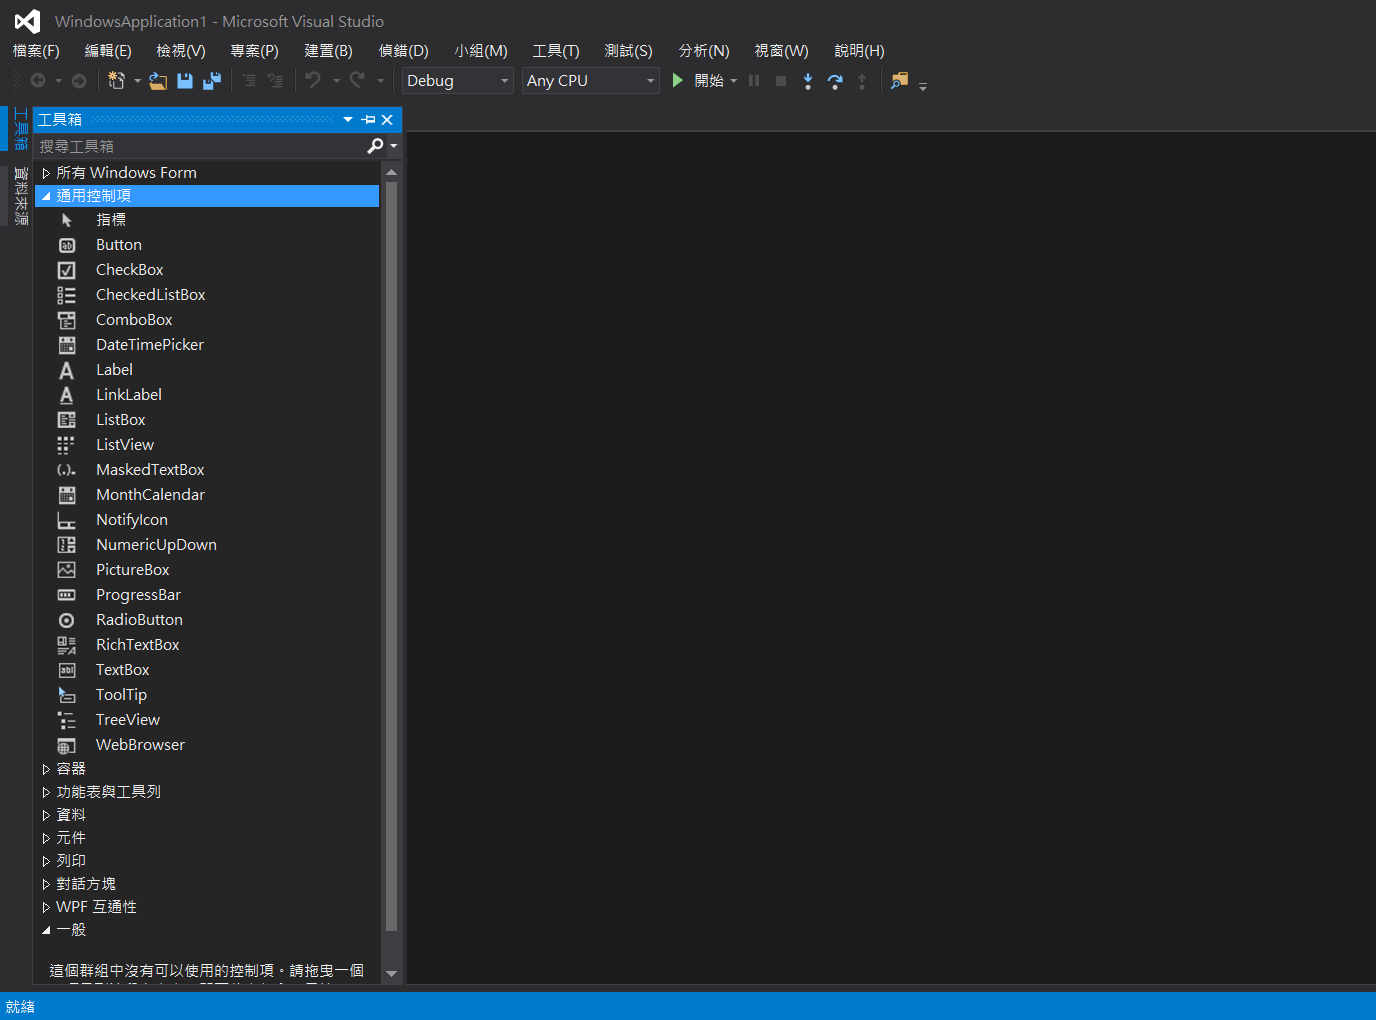 WindowsApplication1 - Microsoft Visual Studio
檔案(F) 編輯(E) 檢視(V) 專案(P) 建置(B) 偵錯(D) 小組(M) 工具(T) 測試(S) 分析(N) 視窗(W) 說明(H)
Debug Any CPU 開始
工具箱
資料來源
工具箱
搜尋工具箱
所有 Windows Form
通用控制項
指標
Button
CheckBox
CheckedListBox
ComboBox
DateTimePicker
Label
LinkLabel
ListBox
ListView
MaskedTextBox
MonthCalendar
NotifyIcon
NumericUpDown
PictureBox
ProgressBar
RadioButton
RichTextBox
TextBox
ToolTip
TreeView
WebBrowser
容器
功能表與工具列
資料
元件
列印
對話方塊
WPF 互通性
一般
這個群組中沒有可以使用的控制項。請拖曳一個
就緒